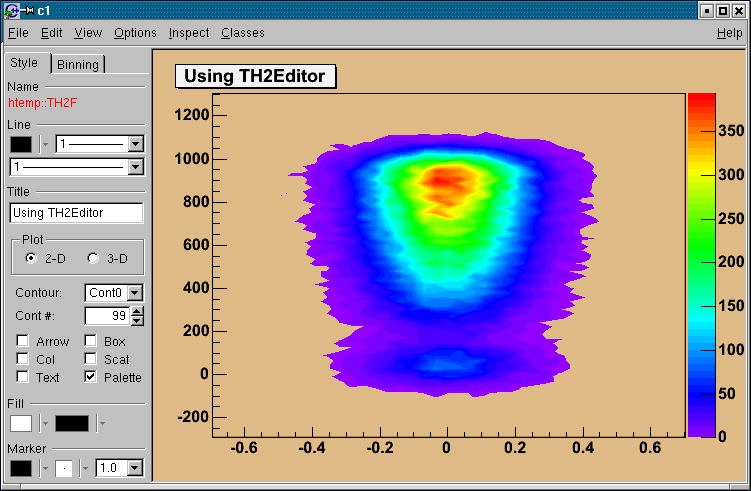 c1
File Edit View Options Inspect Classes Help
Style Binning
Name
htemp::TH2F
Line
1
1
Title
Using TH2Editor
Plot
2-D 3-D
Contour: Cont0
Cont #: 99
Arrow Box
Col Scat
Text Palette
Fill
Marker
1.0
Using TH2Editor
1200
1000
800
600
400
200
0
-200
-0.6 -0.4 -0.2 0 0.2 0.4 0.6
350
300
250
200
150
100
50
0